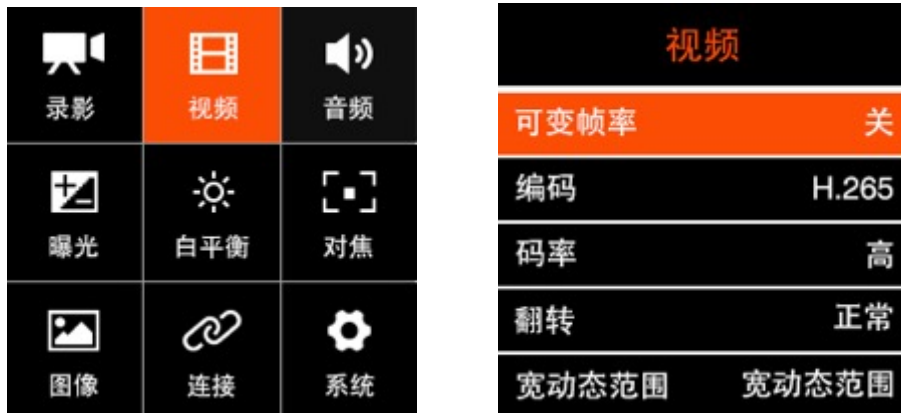 录影 视频 音频
曝光 白平衡 对焦
图像 连接 系统
视频
可变帧率 关
编码 H.265
码率 高
翻转 正常
宽动态范围 宽动态范围